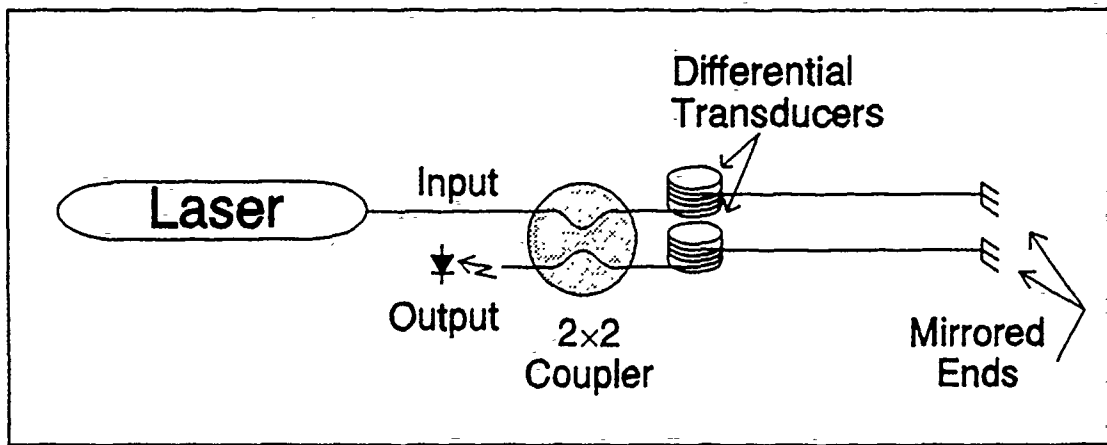 Differential
Transducers
Input
Laser
Output
2×2
Coupler
Mirrored
Ends